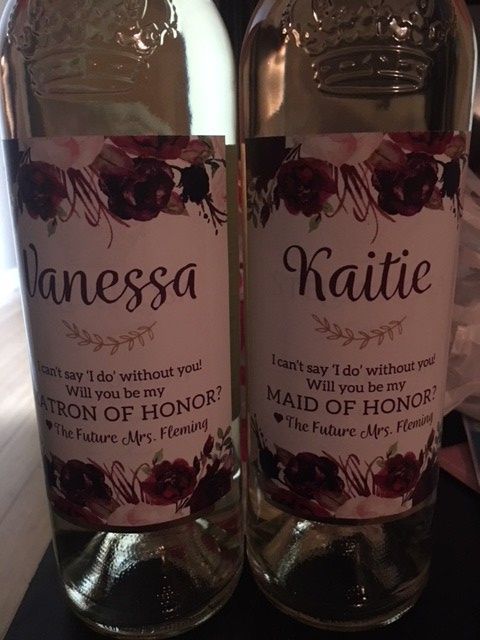 Vanessa
I can't say 'I do' without you!
Will you be my
MATRON OF HONOR?
♥The Future Mrs. Fleming
Kaitie
I can't say 'I do' without you!
Will you be my
MAID OF HONOR?
♥The Future Mrs. Fleming